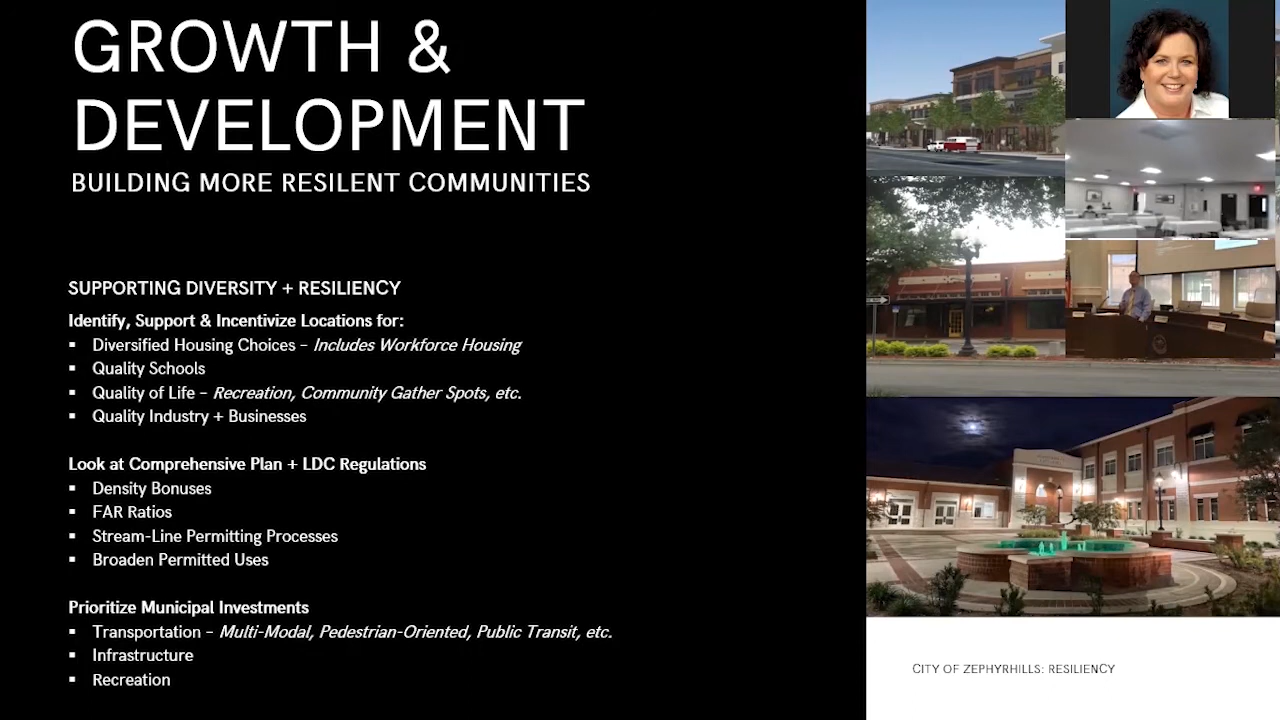 GROWTH &
DEVELOPMENT
BUILDING MORE RESILENT COMMUNITIES
SUPPORTING DIVERSITY + RESILIENCY
Identify, Support & Incentivize Locations for:
▪ Diversified Housing Choices – Includes Workforce Housing
▪ Quality Schools
▪ Quality of Life – Recreation, Community Gather Spots, etc.
▪ Quality Industry + Businesses
Look at Comprehensive Plan + LDC Regulations
▪ Density Bonuses
▪ FAR Ratios
▪ Stream-Line Permitting Processes
▪ Broaden Permitted Uses
Prioritize Municipal Investments
▪ Transportation – Multi-Modal, Pedestrian-Oriented, Public Transit, etc.
▪ Infrastructure
▪ Recreation
CITY OF ZEPHYRHILLS: RESILIENCY